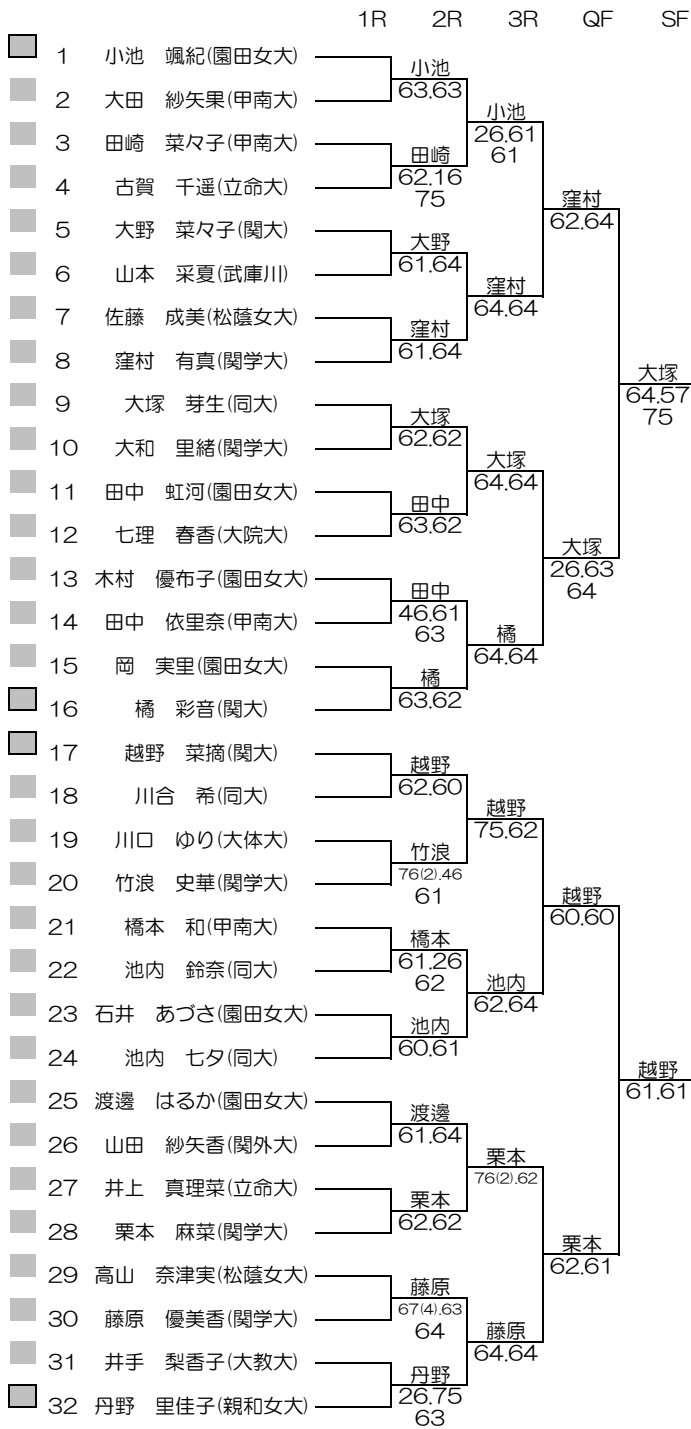 1R 2R 3R QF SF
1 小池 颯紀(園田女大)
小池
63.63
2 大田 紗矢果(甲南大)
小池
26.61
61
3 田崎 菜々子(甲南大)
田崎
62.16
75
4 古賀 千遥(立命大)
窪村
62.64
5 大野 菜々子(関大)
大野
61.64
6 山本 采夏(武庫川)
窪村
64.64
7 佐藤 成美(松蔭女大)
窪村
61.64
8 窪村 有真(関学大)
大塚
64.57
75
9 大塚 芽生(同大)
大塚
62.62
10 大和 里緒(関学大)
大塚
64.64
11 田中 虹河(園田女大)
田中
63.62
12 七理 春香(大院大)
大塚
26.63
64
13 木村 優布子(園田女大)
田中
46.61
63
14 田中 依里奈(甲南大)
橘
64.64
15 岡 実里(園田女大)
橘
63.62
16 橘 彩音(関大)
17 越野 菜摘(関大)
越野
62.60
18 川合 希(同大)
越野
75.62
19 川口 ゆり(大体大)
竹浪
76(2).46
61
20 竹浪 史華(関学大)
越野
60.60
21 橋本 和(甲南大)
橋本
61.26
62
22 池内 鈴奈(同大)
池内
62.64
23 石井 あづさ(園田女大)
池内
60.61
24 池内 七夕(同大)
越野
61.61
25 渡邊 はるか(園田女大)
渡邊
61.64
26 山田 紗矢香(関外大)
栗本
76(2).62
27 井上 真理菜(立命大)
栗本
62.62
28 栗本 麻菜(関学大)
栗本
62.61
29 高山 奈津実(松蔭女大)
藤原
67(4).63
64
30 藤原 優美香(関学大)
藤原
64.64
31 井手 梨香子(大教大)
丹野
26.75
63
32 丹野 里佳子(親和女大)